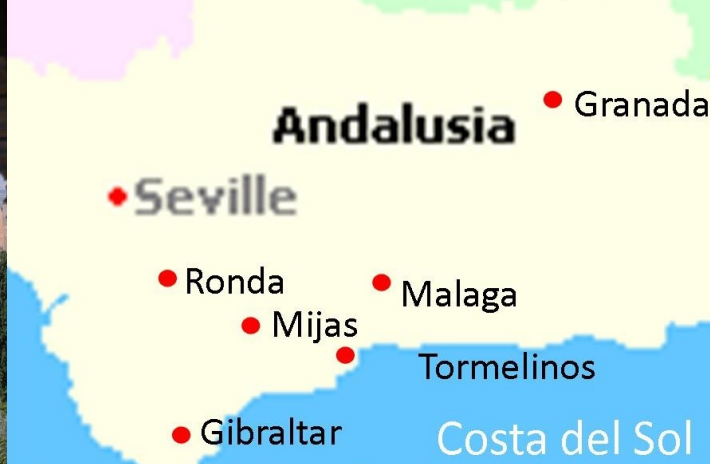 Granada
Andalusia
Seville
Ronda
Malaga
Mijas
Tormelinos
Gibraltar
Costa del Sol